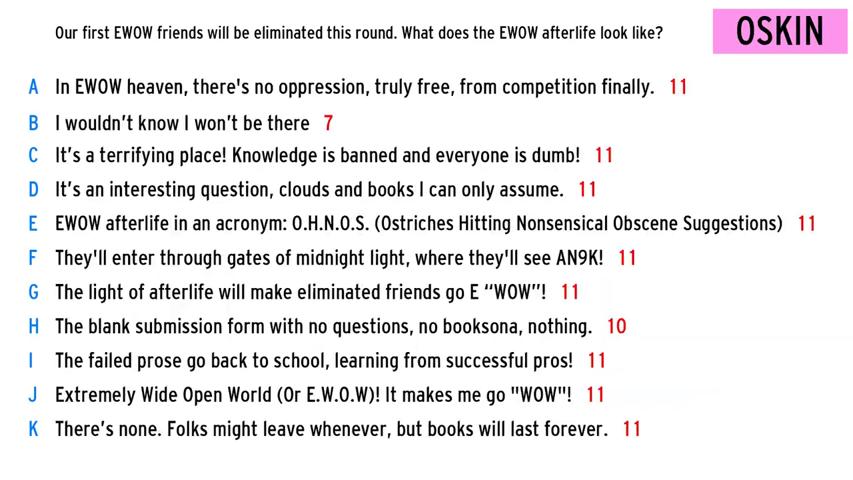 Our first EWOW friends will be eliminated this round. What does the EWOW afterlife look like?
OSKIN
A In EWOW heaven, there's no oppression, truly free, from competition finally. 11
B I wouldn't know I won't be there 7
C It's a terrifying place! Knowledge is banned and everyone is dumb! 11
D It's an interesting question, clouds and books I can only assume. 11
E EWOW afterlife in an acronym: O.H.N.O.S. (Ostriches Hitting Nonsensical Obscene Suggestions) 11
F They'll enter through gates of midnight light, where they'll see AN9K! 11
G The light of afterlife will make eliminated friends go E “WOW”! 11
H The blank submission form with no questions, no booksona, nothing. 10
I The failed prose go back to school, learning from successful pros! 11
J Extremely Wide Open World (Or E.W.O.W)! It makes me go "WOW"! 11
K There's none. Folks might leave whenever, but books will last forever. 11